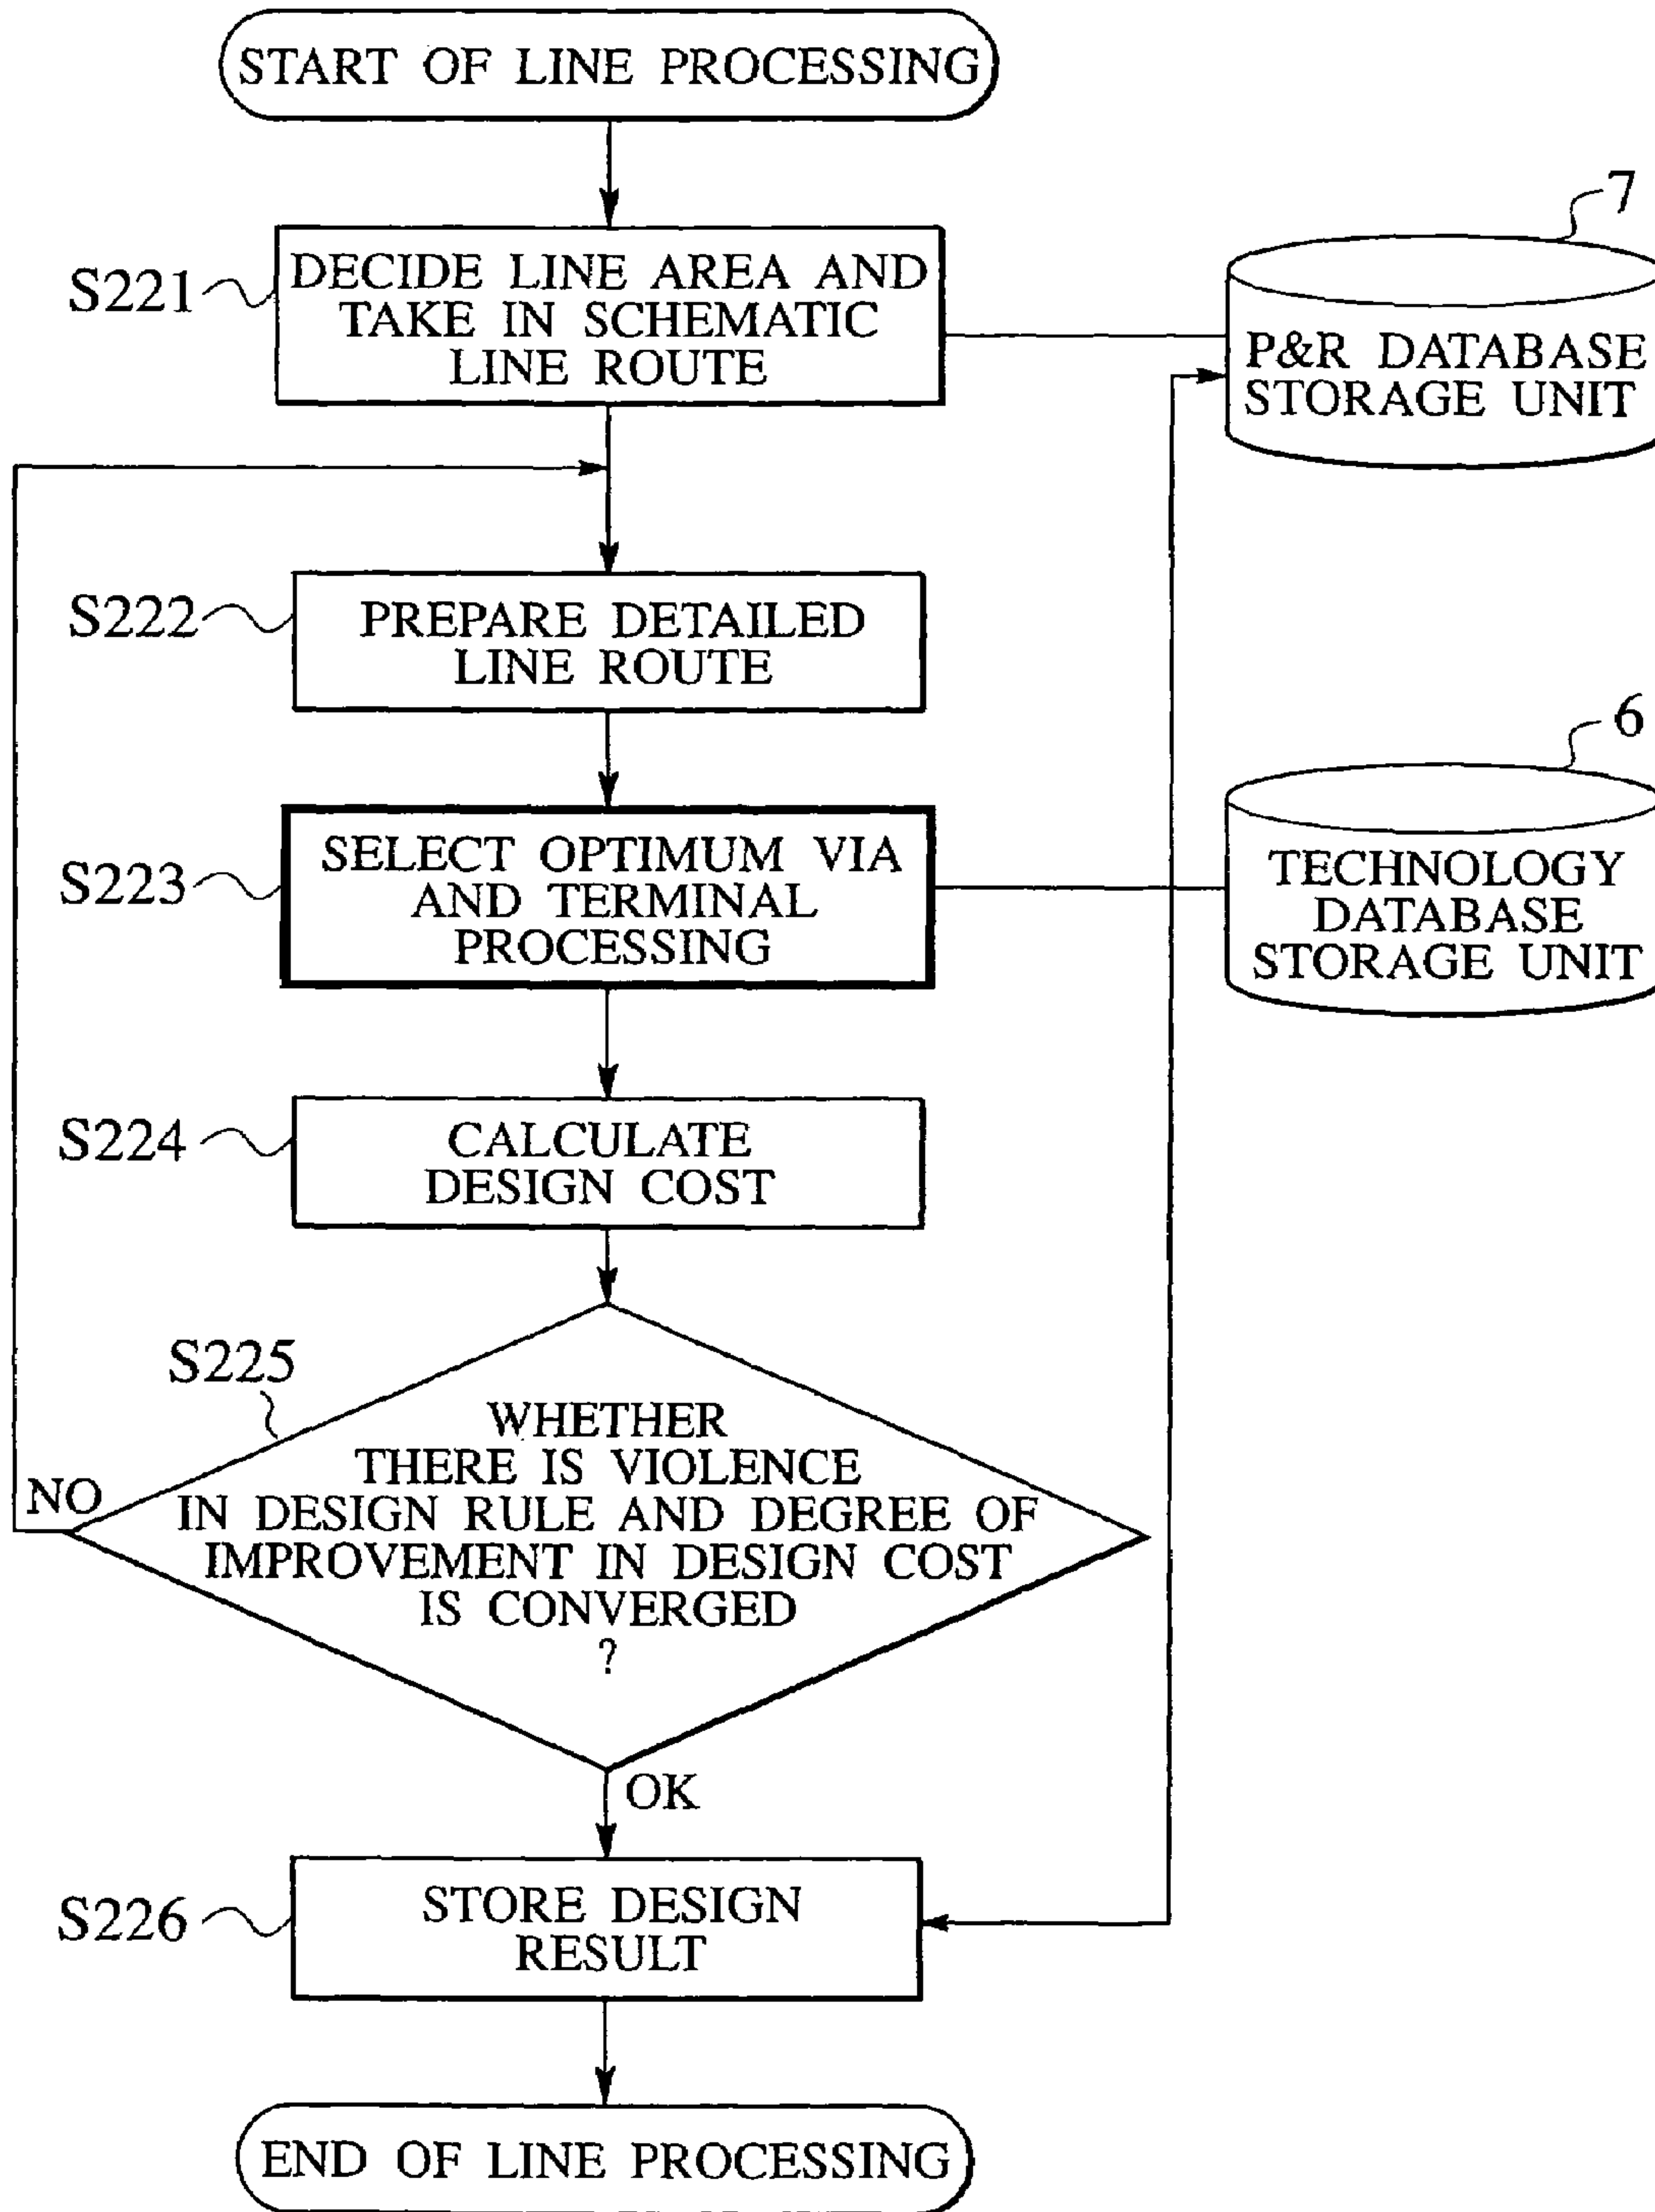 START OF LINE PROCESSING
S221
DECIDE LINE AREA AND
TAKE IN SCHEMATIC
LINE ROUTE
7
P&R DATABASE
STORAGE UNIT
S222
PREPARE DETAILED
LINE ROUTE
S223
SELECT OPTIMUM VIA
AND TERMINAL
PROCESSING
6
TECHNOLOGY
DATABASE
STORAGE UNIT
S224
CALCULATE
DESIGN COST
S225
WHETHER
THERE IS VIOLENCE
IN DESIGN RULE AND DEGREE OF
IMPROVEMENT IN DESIGN COST
IS CONVERGED
?
NO
OK
S226
STORE DESIGN
RESULT
END OF LINE PROCESSING